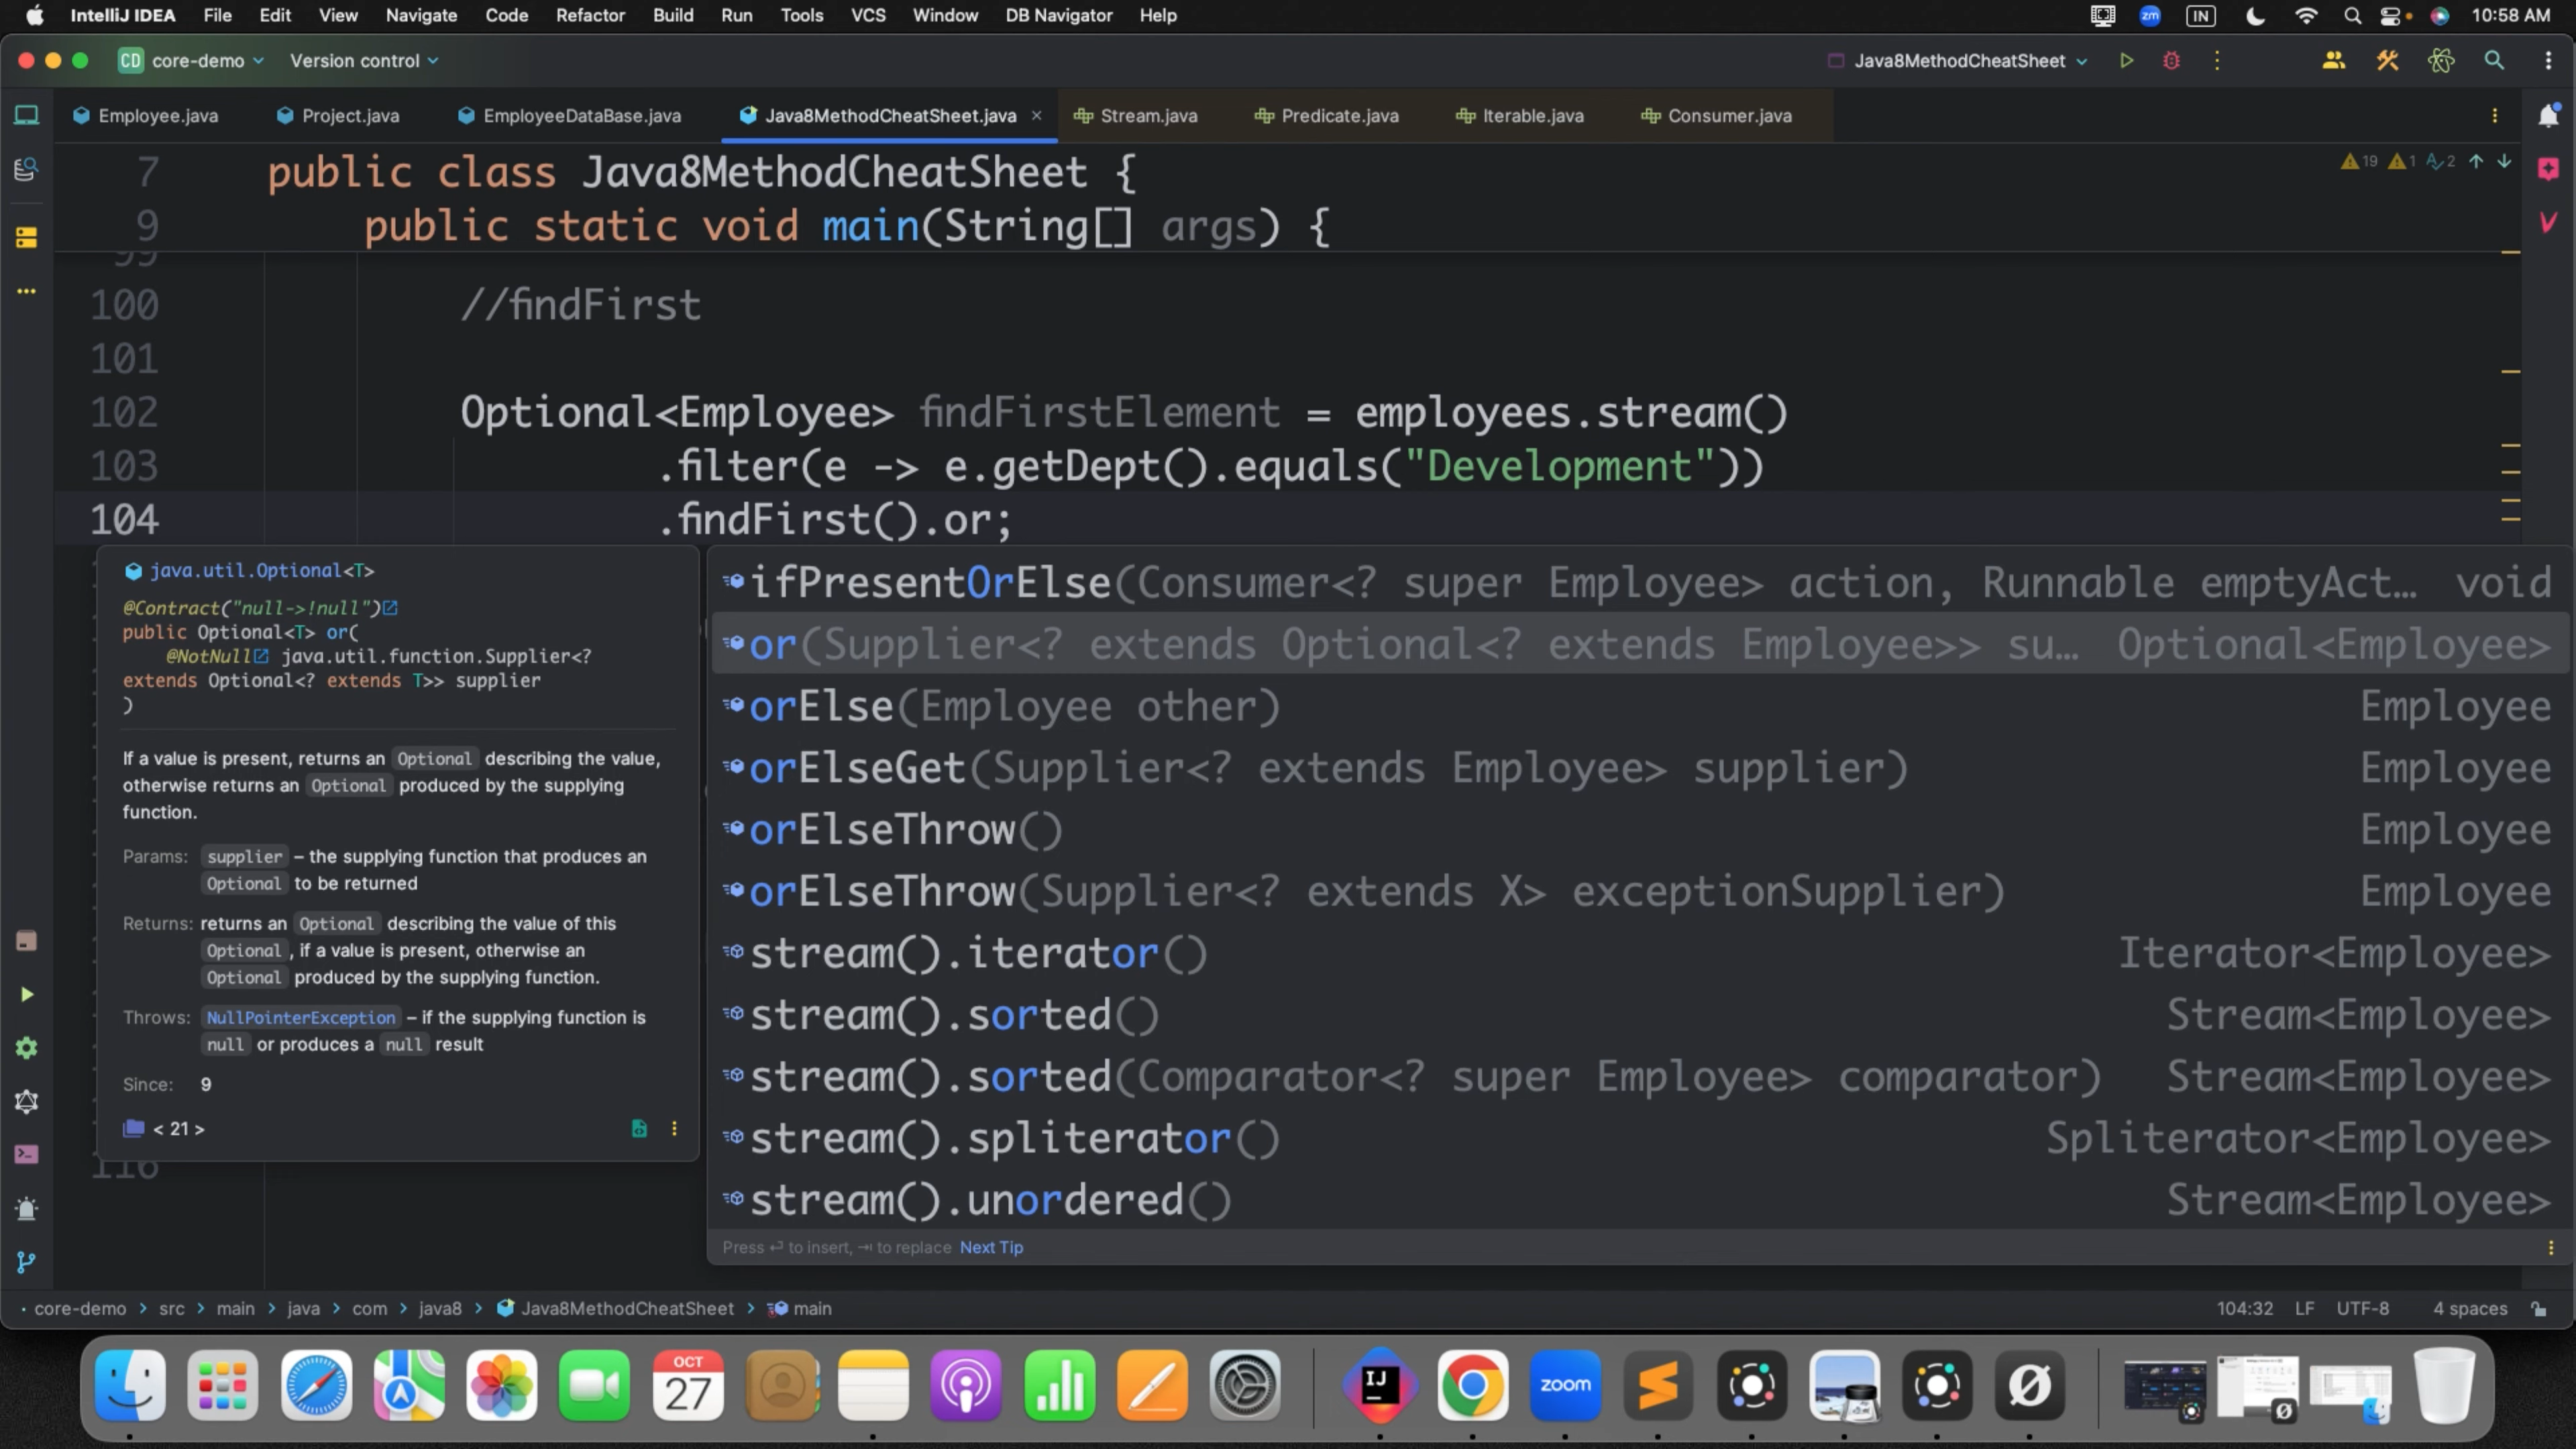 IntelliJ IDEA File Edit View Navigate Code Refactor Build Run Tools VCS Window DB Navigator Help zm IN 10:58 AM
CD core-demo Version control Java8MethodCheatSheet
Employee.java Project.java EmployeeDataBase.java Java8MethodCheatSheet.java Stream.java Predicate.java Iterable.java Consumer.java
7 public class Java8MethodCheatSheet { 19 1 2
9 public static void main(String[] args) {
99
100 //findFirst
101
102 Optional<Employee> findFirstElement = employees.stream()
103 .filter(e -> e.getDept().equals("Development"))
104 .findFirst().or;
java.util.Optional<T>
@Contract("null->!null")
public Optional<T> or(
@NotNull java.util.function.Supplier<?
extends Optional<? extends T>> supplier
)
If a value is present, returns an Optional describing the value,
otherwise returns an Optional produced by the supplying
function.
Params: supplier – the supplying function that produces an
Optional to be returned
Returns: returns an Optional describing the value of this
Optional , if a value is present, otherwise an
Optional produced by the supplying function.
Throws: NullPointerException – if the supplying function is
null or produces a null result
Since: 9
< 21 >
116
ifPresentOrElse(Consumer<? super Employee> action, Runnable emptyAct… void
or(Supplier<? extends Optional<? extends Employee>> su… Optional<Employee>
orElse(Employee other) Employee
orElseGet(Supplier<? extends Employee> supplier) Employee
orElseThrow() Employee
orElseThrow(Supplier<? extends X> exceptionSupplier) Employee
stream().iterator() Iterator<Employee>
stream().sorted() Stream<Employee>
stream().sorted(Comparator<? super Employee> comparator) Stream<Employee>
stream().spliterator() Spliterator<Employee>
stream().unordered() Stream<Employee>
Press ⏎ to insert, ⇥ to replace Next Tip
core-demo > src > main > java > com > java8 > Java8MethodCheatSheet > main 104:32 LF UTF-8 4 spaces
OCT
27
IJ
zoom